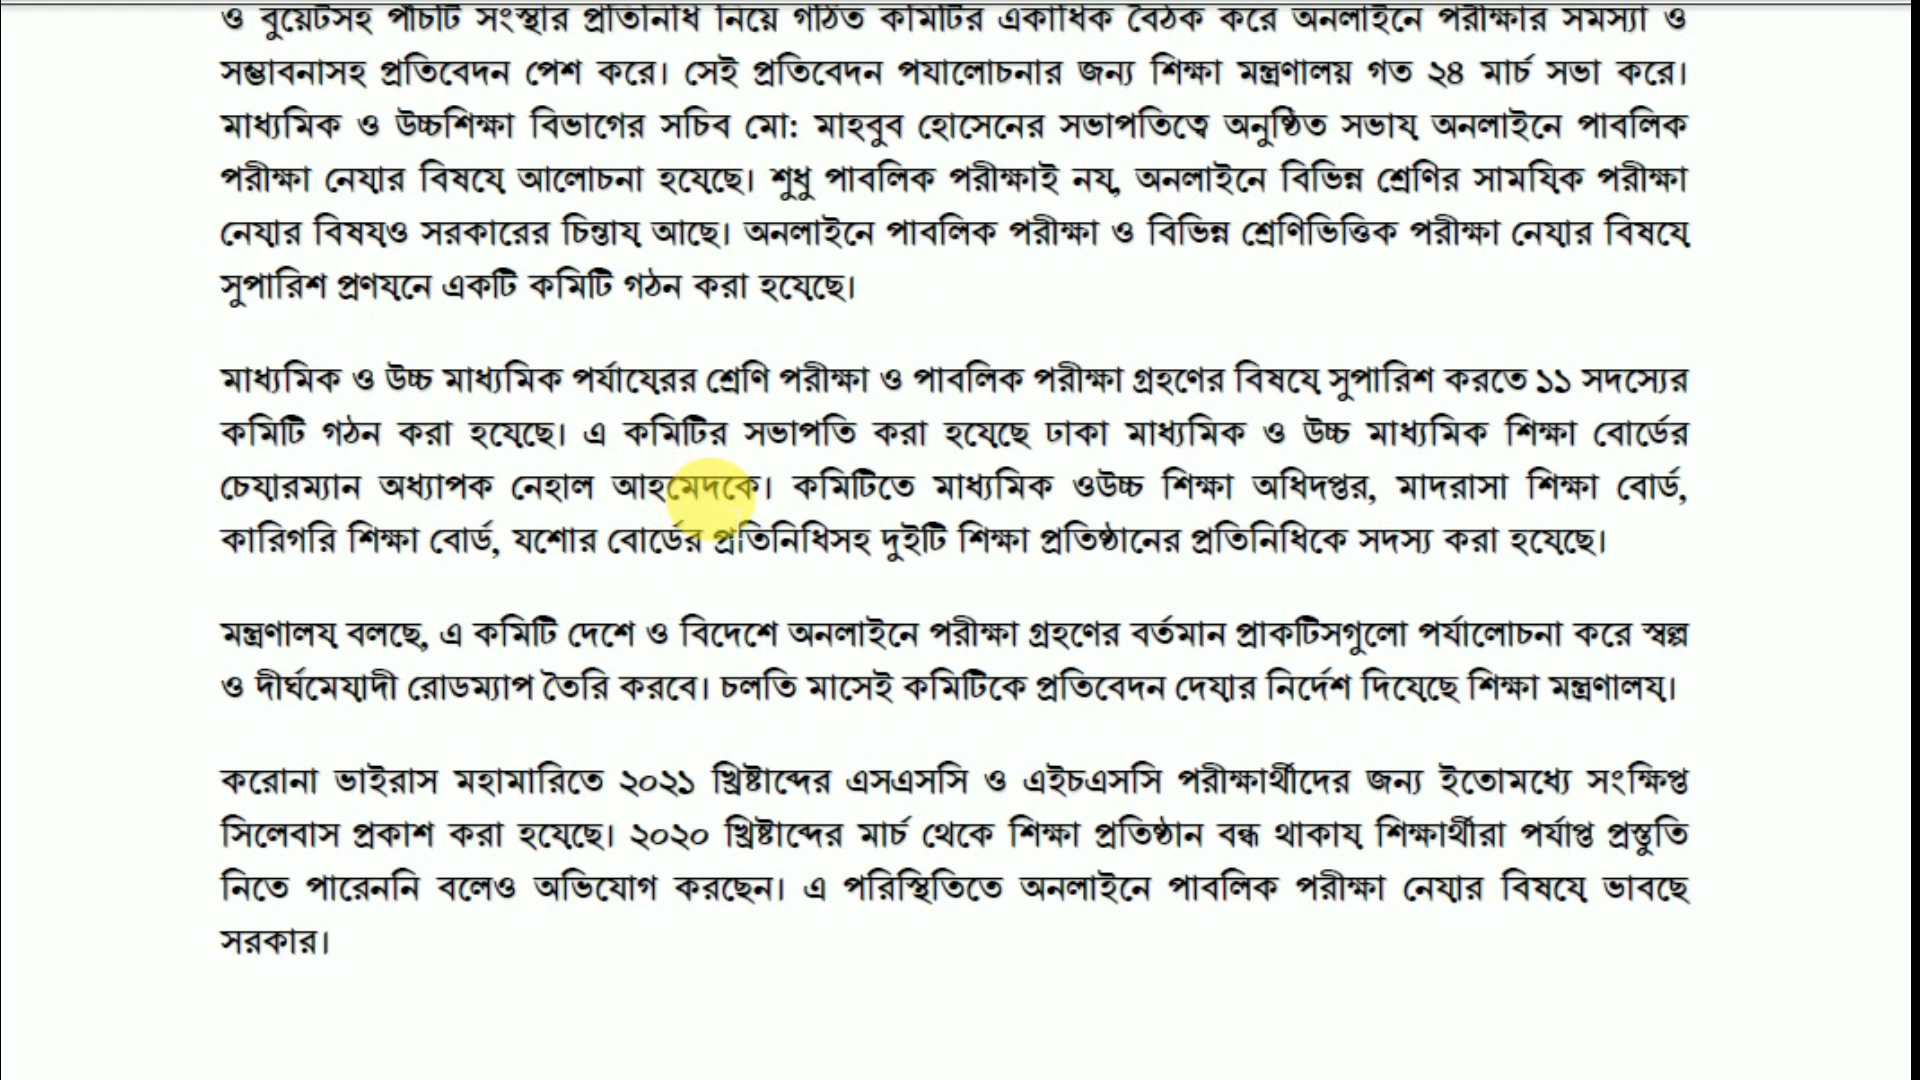 ও বুয়েটসহ পাঁচটি সংস্থার প্রতিনিধি নিয়ে গঠিত কমিটির একাধিক বৈঠক করে অনলাইনে পরীক্ষার সমস্যা ও
সম্ভাবনাসহ প্রতিবেদন পেশ করে। সেই প্রতিবেদন পযালোচনার জন্য শিক্ষা মন্ত্রণালয় গত ২৪ মার্চ সভা করে।
মাধ্যমিক ও উচ্চশিক্ষা বিভাগের সচিব মো: মাহবুব হোসেনের সভাপতিত্বে অনুষ্ঠিত সভায় অনলাইনে পাবলিক
পরীক্ষা নেয়ার বিষয়ে আলোচনা হয়েছে। শুধু পাবলিক পরীক্ষাই নয়, অনলাইনে বিভিন্ন শ্রেণির সাময়িক পরীক্ষা
নেয়ার বিষয়ও সরকারের চিন্তায় আছে। অনলাইনে পাবলিক পরীক্ষা ও বিভিন্ন শ্রেণিভিত্তিক পরীক্ষা নেয়ার বিষয়ে
সুপারিশ প্রণয়নে একটি কমিটি গঠন করা হয়েছে।
মাধ্যমিক ও উচ্চ মাধ্যমিক পর্যায়েরর শ্রেণি পরীক্ষা ও পাবলিক পরীক্ষা গ্রহণের বিষয়ে সুপারিশ করতে ১১ সদস্যের
কমিটি গঠন করা হয়েছে। এ কমিটির সভাপতি করা হয়েছে ঢাকা মাধ্যমিক ও উচ্চ মাধ্যমিক শিক্ষা বোর্ডের
চেয়ারম্যান অধ্যাপক নেহাল আহমেদকে। কমিটিতে মাধ্যমিক ওউচ্চ শিক্ষা অধিদপ্তর, মাদরাসা শিক্ষা বোর্ড,
কারিগরি শিক্ষা বোর্ড, যশোর বোর্ডের প্রতিনিধিসহ দুইটি শিক্ষা প্রতিষ্ঠানের প্রতিনিধিকে সদস্য করা হয়েছে।
মন্ত্রণালয় বলছে, এ কমিটি দেশে ও বিদেশে অনলাইনে পরীক্ষা গ্রহণের বর্তমান প্রাকটিসগুলো পর্যালোচনা করে স্বল্প
ও দীর্ঘমেয়াদী রোডম্যাপ তৈরি করবে। চলতি মাসেই কমিটিকে প্রতিবেদন দেয়ার নির্দেশ দিয়েছে শিক্ষা মন্ত্রণালয়।
করোনা ভাইরাস মহামারিতে ২০২১ খ্রিষ্টাব্দের এসএসসি ও এইচএসসি পরীক্ষার্থীদের জন্য ইতোমধ্যে সংক্ষিপ্ত
সিলেবাস প্রকাশ করা হয়েছে। ২০২০ খ্রিষ্টাব্দের মার্চ থেকে শিক্ষা প্রতিষ্ঠান বন্ধ থাকায় শিক্ষার্থীরা পর্যাপ্ত প্রস্তুতি
নিতে পারেননি বলেও অভিযোগ করছেন। এ পরিস্থিতিতে অনলাইনে পাবলিক পরীক্ষা নেয়ার বিষয়ে ভাবছে
সরকার।